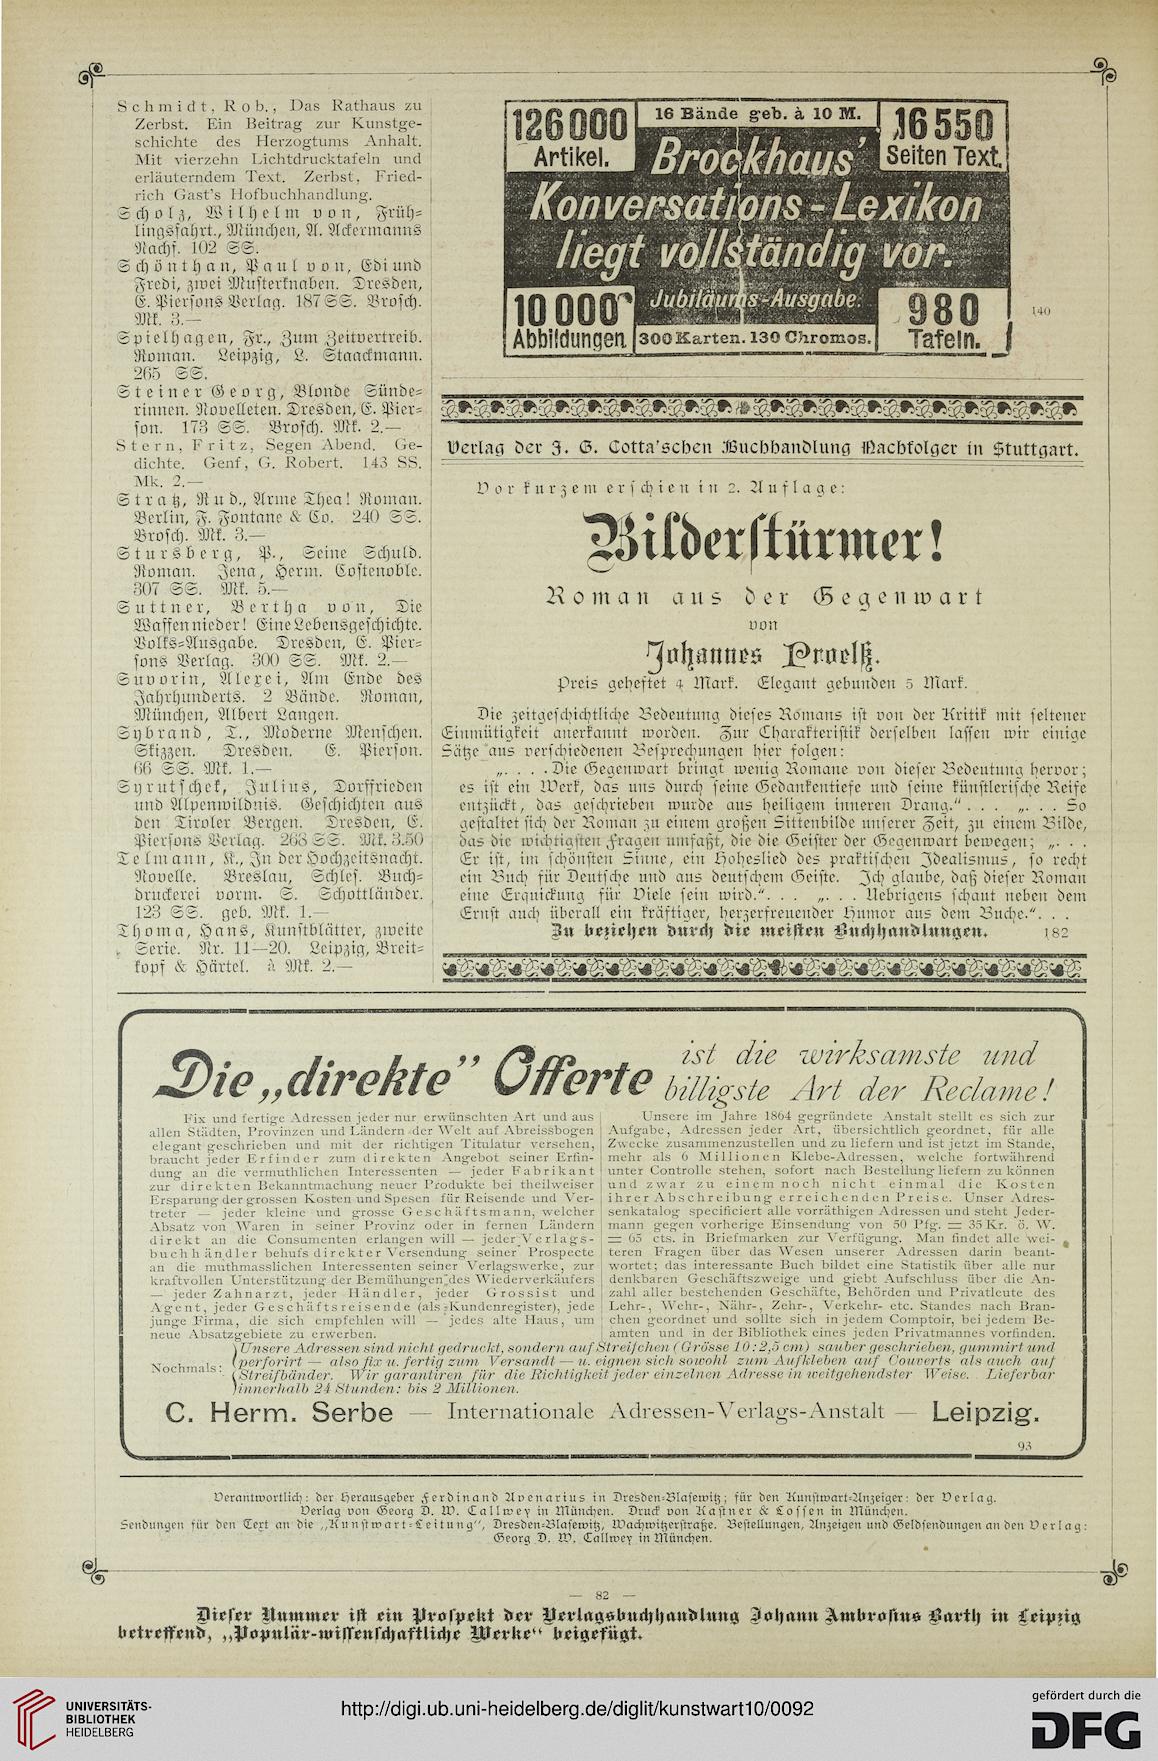 Schmidt, Rob., Das Rathaus zu
Zerbst. Ein Beitrag zur Kunstge-
schichte des Herzogtums Anhalt.
Mit vierzehn Lichtdrucktafeln und
erläuterndem Text. Zerbst, Fried-
rich Gast's Hofbuchhandlung.
Scholz, Wilhelm von, Früh-
lingsfahrt., München, A. Ackermanns
Nachf. 102 SS.
Schönthan, Paul von, Edi und
Fredi, zwei Musterknaben. Dresden,
E. Piersons Verlag. 187 SS. Brosch.
Mk. 3.—
Spielhagen, Fr., Zum Zeitvertreib.
Roman. Leipzig, L. Staackmann.
265 SS.
Steiner Georg, Blonde Sünde-
rinnen. Novelleten. Dresden, E. Pier-
son. 173 SS. Brosch. Mk. 2.—
Stern, Fritz, Segen Abend. Ge-
dichte. Genf, G. Robert. 143 SS.
Mk. 2.—
Stratz, Rud., Arme Thea! Roman.
Berlin, F. Fontane & Co. 240 SS.
Brosch. Mk. 3.—
Stursberg, P., Seine Schuld.
Roman. Jena, Herm. Costenoble.
307 SS. Mk. 5.—
Suttner, Bertha von, Die
Waffen nieder! Eine Lebensgeschichte.
Volks-Ausgabe. Dresden, E. Pier-
sons Verlag. 300 SS. Mk. 2.—
Suvorin, Alexei, Am Ende des
Jahrhunderts. 2 Bände. Roman,
München, Albert Langen.
Sybrand, T., Moderne Menschen.
Skizzen. Dresden. E. Pierson.
66 SS. Mk. 1.—
Syrutschek, Julius, Dorffrieden
und Alpenwildnis. Geschichten aus
den Tiroler Bergen. Dresden, E.
Piersons Verlag. 263 SS. Mk. 3.50
Telmann, K., In der Hochzeitsnacht.
Novelle. Breslau, Schles. Buch-
druckerei vorm. S. Schottländer.
123 SS. geb. Mk. 1.—
Thoma, Hans, Kunstblätter, zweite
Serie. Nr. 11—20. Leipzig, Breit-
kopf & Härtel. à Mk. 2.—
126000 Artikel.
16 Bände geb. à 10 M.
16550 Seiten Text.
Brockhaus'
Konversations-Lexikon
liegt vollständig vor.
Jubiläums-Ausgabe.
10000 Abbildungen
300 Karten. 130 Chromos.
980 Tafeln.
140
Verlag der J. G. Cotta'schen Buchhandlung Nachfolger in Stuttgart.
Vor kurzem erschien in 2. Auflage:
Bilderstürmer!
Roman aus der Gegenwart
von
Johannes Proelß.
Preis geheftet 4 Mark. Elegant gebunden 5 Mark.
Die zeitgeschichtliche Bedeutung dieses Romans ist von der Kritik mit seltener
Einmütigkeit anerkannt worden. Zur Charakteristik derselben lassen wir einige
Sätze aus verschiedenen Besprechungen hier folgen:
„. . . . Die Gegenwart bringt wenig Romane von dieser Bedeutung hervor;
es ist ein Werk, das uns durch seine Gedankentiefe und seine künstlerische Reife
entzückt, das geschrieben wurde aus heiligem inneren Drang.“ . . . „. . . So
gestaltet sich der Roman zu einem großen Sittenbilde unserer Zeit, zu einem Bilde,
das die wichtigsten Fragen umfaßt, die die Geister der Gegenwart bewegen; „. . .
Er ist, im schönsten Sinne, ein Hoheslied des praktischen Idealismus, so recht
ein Buch für Deutsche und aus deutschem Geiste. Ich glaube, daß dieser Roman
eine Erquickung für Viele sein wird.“. . . „. . . Uebrigens schaut neben dem
Ernst auch überall ein kräftiger, herzerfreuender Humor aus dem Buche.“. . .
Zu beziehen durch die meisten Buchhandlungen. 182
Die „direkte” Offerte ist die wirksamste und
billigste Art der Reclame!
Fix und fertige Adressen jeder nur erwünschten Art und aus
allen Städten, Provinzen und Ländern der Welt auf Abreissbogen
elegant geschrieben und mit der richtigen Titulatur versehen,
braucht jeder Erfinder zum direkten Angebot seiner Erfin-
dung an die vermuthlichen Interessenten — jeder Fabrikant
zur direkten Bekanntmachung neuer Produkte bei theilweiser
Ersparung der grossen Kosten und Spesen für Reisende und Ver-
treter — jeder kleine und grosse Geschäftsmann, welcher
Absatz von Waren in seiner Provinz oder in fernen Ländern
direkt an die Consumenten erlangen will — jeder Verlags-
buchhändler behufs direkter Versendung seiner Prospecte
an die muthmasslichen Interessenten seiner Verlagswerke, zur
kraftvollen Unterstützung der Bemühungen des Wiederverkäufers
— jeder Zahnarzt, jeder Händler, jeder Grossist und
Agent, jeder Geschäftsreisende (als Kundenregister), jede
junge Firma, die sich empfehlen will — jedes alte Haus, um
neue Absatzgebiete zu erwerben.
Unsere im Jahre 1864 gegründete Anstalt stellt es sich zur
Aufgabe, Adressen jeder Art, übersichtlich geordnet, für alle
Zwecke zusammenzustellen und zu liefern und ist jetzt im Stande,
mehr als 6 Millionen Klebe-Adressen, welche fortwährend
unter Controlle stehen, sofort nach Bestellung liefern zu können
und zwar zu einem noch nicht einmal die Kosten
ihrer Abschreibung erreichenden Preise. Unser Adres-
senkatalog specificiert alle vorräthigen Adressen und steht Jeder-
mann gegen vorherige Einsendung von 50 Pfg. = 35 Kr. ö. W.
= 65 cts. in Briefmarken zur Verfügung. Man findet alle wei-
teren Fragen über das Wesen unserer Adressen darin beant-
wortet; das interessante Buch bildet eine Statistik über alle nur
denkbaren Geschäftszweige und giebt Aufschluss über die An-
zahl aller bestehenden Geschäfte, Behörden und Privatleute des
Lehr-, Wehr-, Nähr-, Zehr-, Verkehr- etc. Standes nach Bran-
chen geordnet und sollte sich in jedem Comptoir, bei jedem Be-
amten und in der Bibliothek eines jeden Privatmannes vorfinden.
Nochmals:
Unsere Adressen sind nicht gedruckt, sondern auf Streifchen (Grösse 10:2,5 cm) sauber geschrieben, gummirt und
perforirt — also fix u. fertig zum Versandt — u. eignen sich sowohl zum Aufkleben auf Couverts als auch auf
Streifbänder. Wir garantiren für die Richtigkeit jeder einzelnen Adresse in weitgehendster Weise. Lieferbar
innerhalb 24 Stunden: bis 2 Millionen.
C. Herm. Serbe — Internationale Adressen-Verlags-Anstalt — Leipzig.
93
Verantwortlich: der Herausgeber Ferdinand Avenarius in Dresden-Blasewitz; für den Kunstwart-Anzeiger: der Verlag.
Verlag von Georg D. W. Callwey in München. Druck von Kastner & Lossen in München.
Sendungen für den Text an die „Kunstwart-Leitung“, Dresden-Blasewitz, Wachwitzerstraße. Bestellungen, Anzeigen und Geldsendungen an den Verlag:
Georg D. W. Callwey in München.
— 82 —
Dieser Nummer ist ein Prospekt der Verlagsbuchhandlung Johann Ambrosius Barth in Leipzig
betreffend, „Populär-wissenschaftliche Werke“ beigefügt.
UNIVERSITÄTS-
BIBLIOTHEK
HEIDELBERG
http://digi.ub.uni-heidelberg.de/diglit/kunstwart10/0092
gefördert durch die
DFG